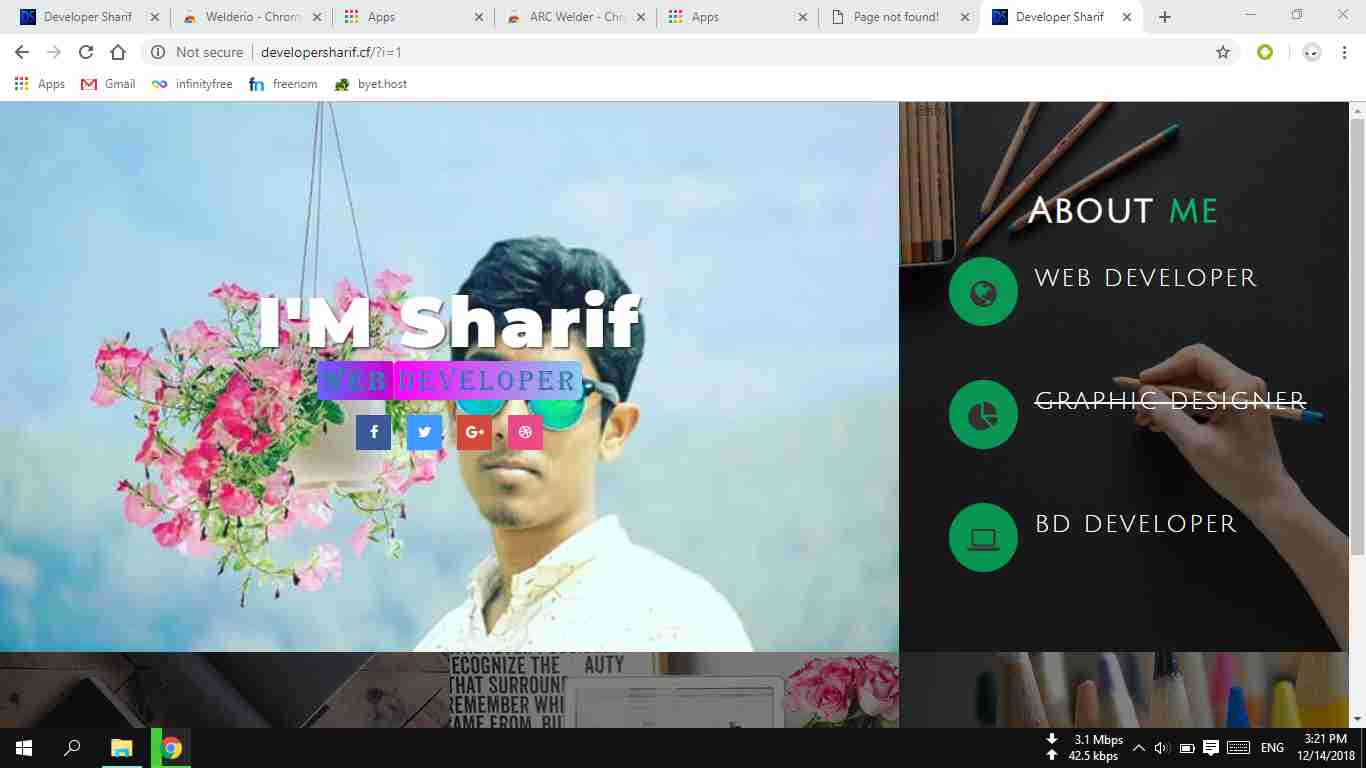 Developer Sharif
Welderio - Chrom
Apps
ARC Welder - Chr
Apps
Page not found!
Developer Sharif
Not secure
developersharif.cf/?i=1
Apps
Gmail
infinityfree
freenom
byet.host
I'M Sharif
WEB DEVELOPER
ABOUT ME
WEB DEVELOPER
GRAPHIC DESIGNER
BD DEVELOPER
RECOGNIZE THE
AUTY
THAT SURROUN
REMEMBER WHI
CAME FROM, BU
3.1 Mbps
42.5 kbps
ENG
3:21 PM
12/14/2018